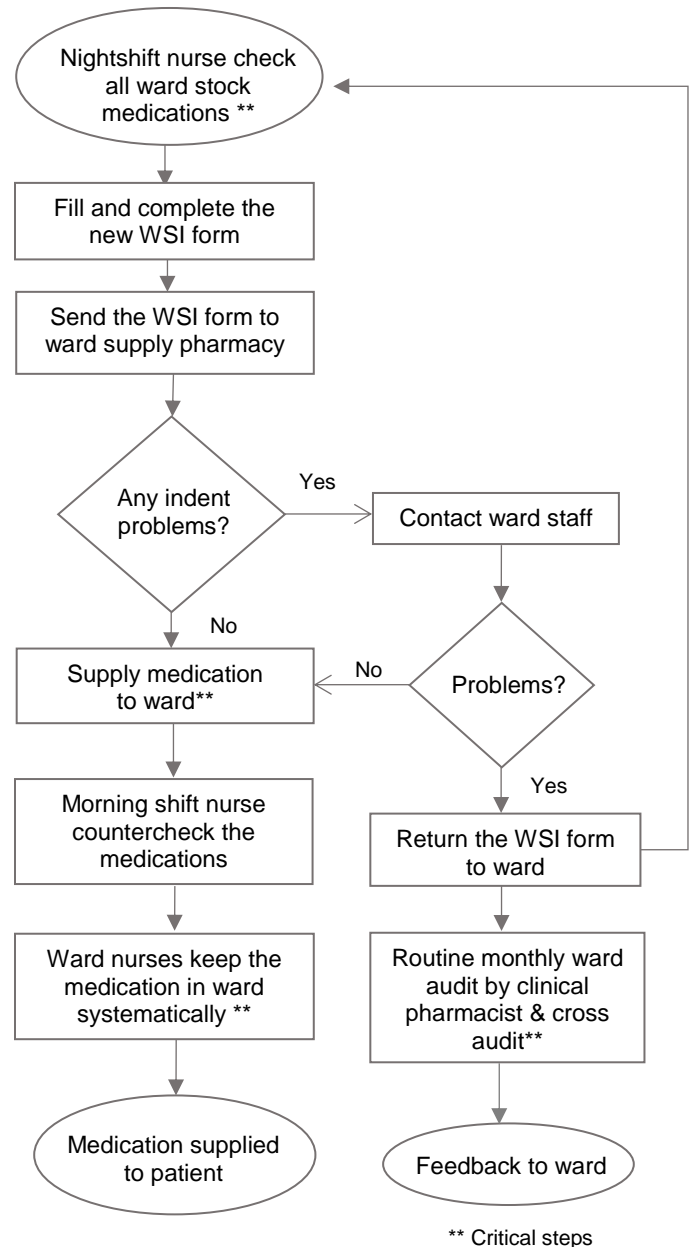 Nightshift nurse check
all ward stock
medications **
Fill and complete the
new WSI form
Send the WSI form to
ward supply pharmacy
Any indent
problems?
Yes
Contact ward staff
No
Supply medication
to ward**
No
Problems?
Yes
Morning shift nurse
countercheck the
medications
Return the WSI form
to ward
Ward nurses keep the
medication in ward
systematically **
Routine monthly ward
audit by clinical
pharmacist & cross
audit**
Medication supplied
to patient
Feedback to ward
** Critical steps